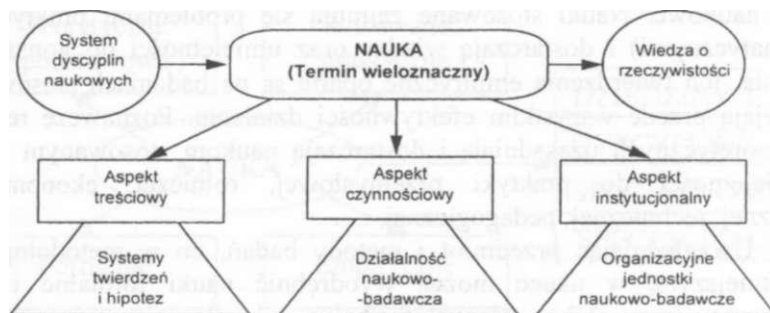 System
dyscyplin
naukowych
NAUKA
(Termin wieloznaczny)
Wiedza o
rzeczywistości
Aspekt
treściowy
Aspekt
czynnościowy
Aspekt
instytucjonalny
Systemy
twierdzeń
i hipotez
Działalność
naukowo-
-badawcza
Organizacyjne
jednostki
naukowo-badawcze